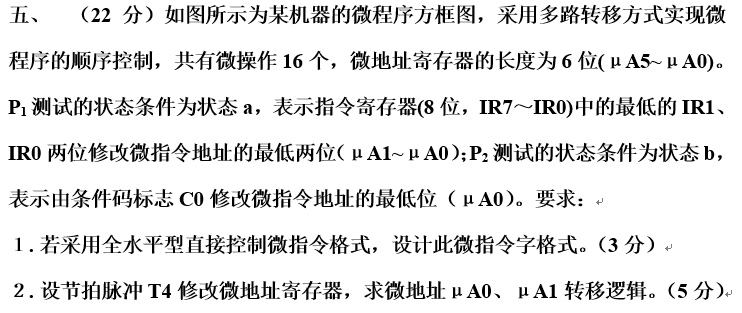 五、 （22 分）如图所示为某机器的微程序方框图，采用多路转移方式实现微
程序的顺序控制，共有微操作 16 个，微地址寄存器的长度为 6 位(μA5~μA0)。
P1 测试的状态条件为状态 a，表示指令寄存器(8 位，IR7～IR0)中的最低的 IR1、
IR0 两位修改微指令地址的最低两位(μA1~μA0)；P2 测试的状态条件为状态 b，
表示由条件码标志 C0 修改微指令地址的最低位（μA0）。要求：
１. 若采用全水平型直接控制微指令格式，设计此微指令字格式。（3 分）
２. 设节拍脉冲 T4 修改微地址寄存器，求微地址μA0、μA1 转移逻辑。（5 分）